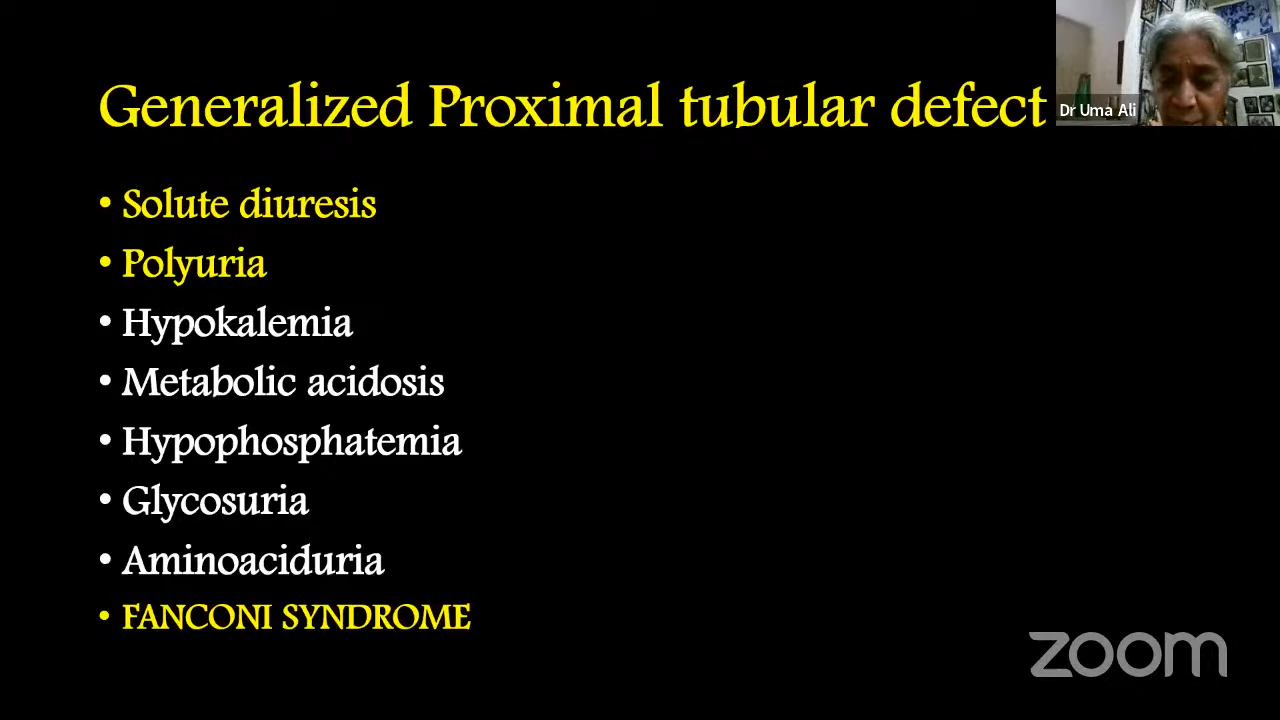 Generalized Proximal tubular defect
Dr Uma Ali
• Solute diuresis
• Polyuria
• Hypokalemia
• Metabolic acidosis
• Hypophosphatemia
• Glycosuria
• Aminoaciduria
• FANCONI SYNDROME
zoom